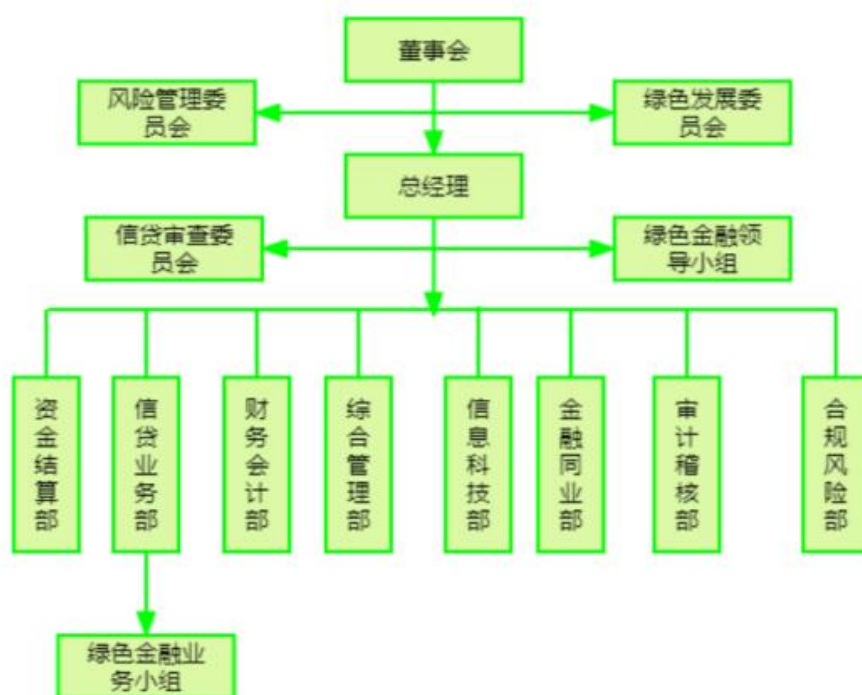 董事会
风险管理委
员会
绿色发展委
员会
总经理
信贷审查委
员会
绿色金融领
导小组
资金结算部
信贷业务部
财务会计部
综合管理部
信息科技部
金融同业部
审计稽核部
合规风险部
绿色金融业
务小组